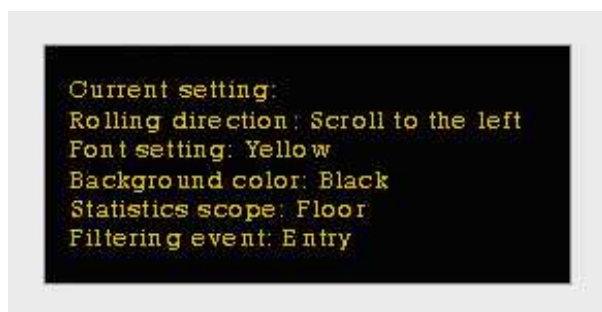 Current setting:
Rolling direction: Scroll to the left
Font setting: Yellow
Background color: Black
Statistics scope: Floor
Filtering event: Entry